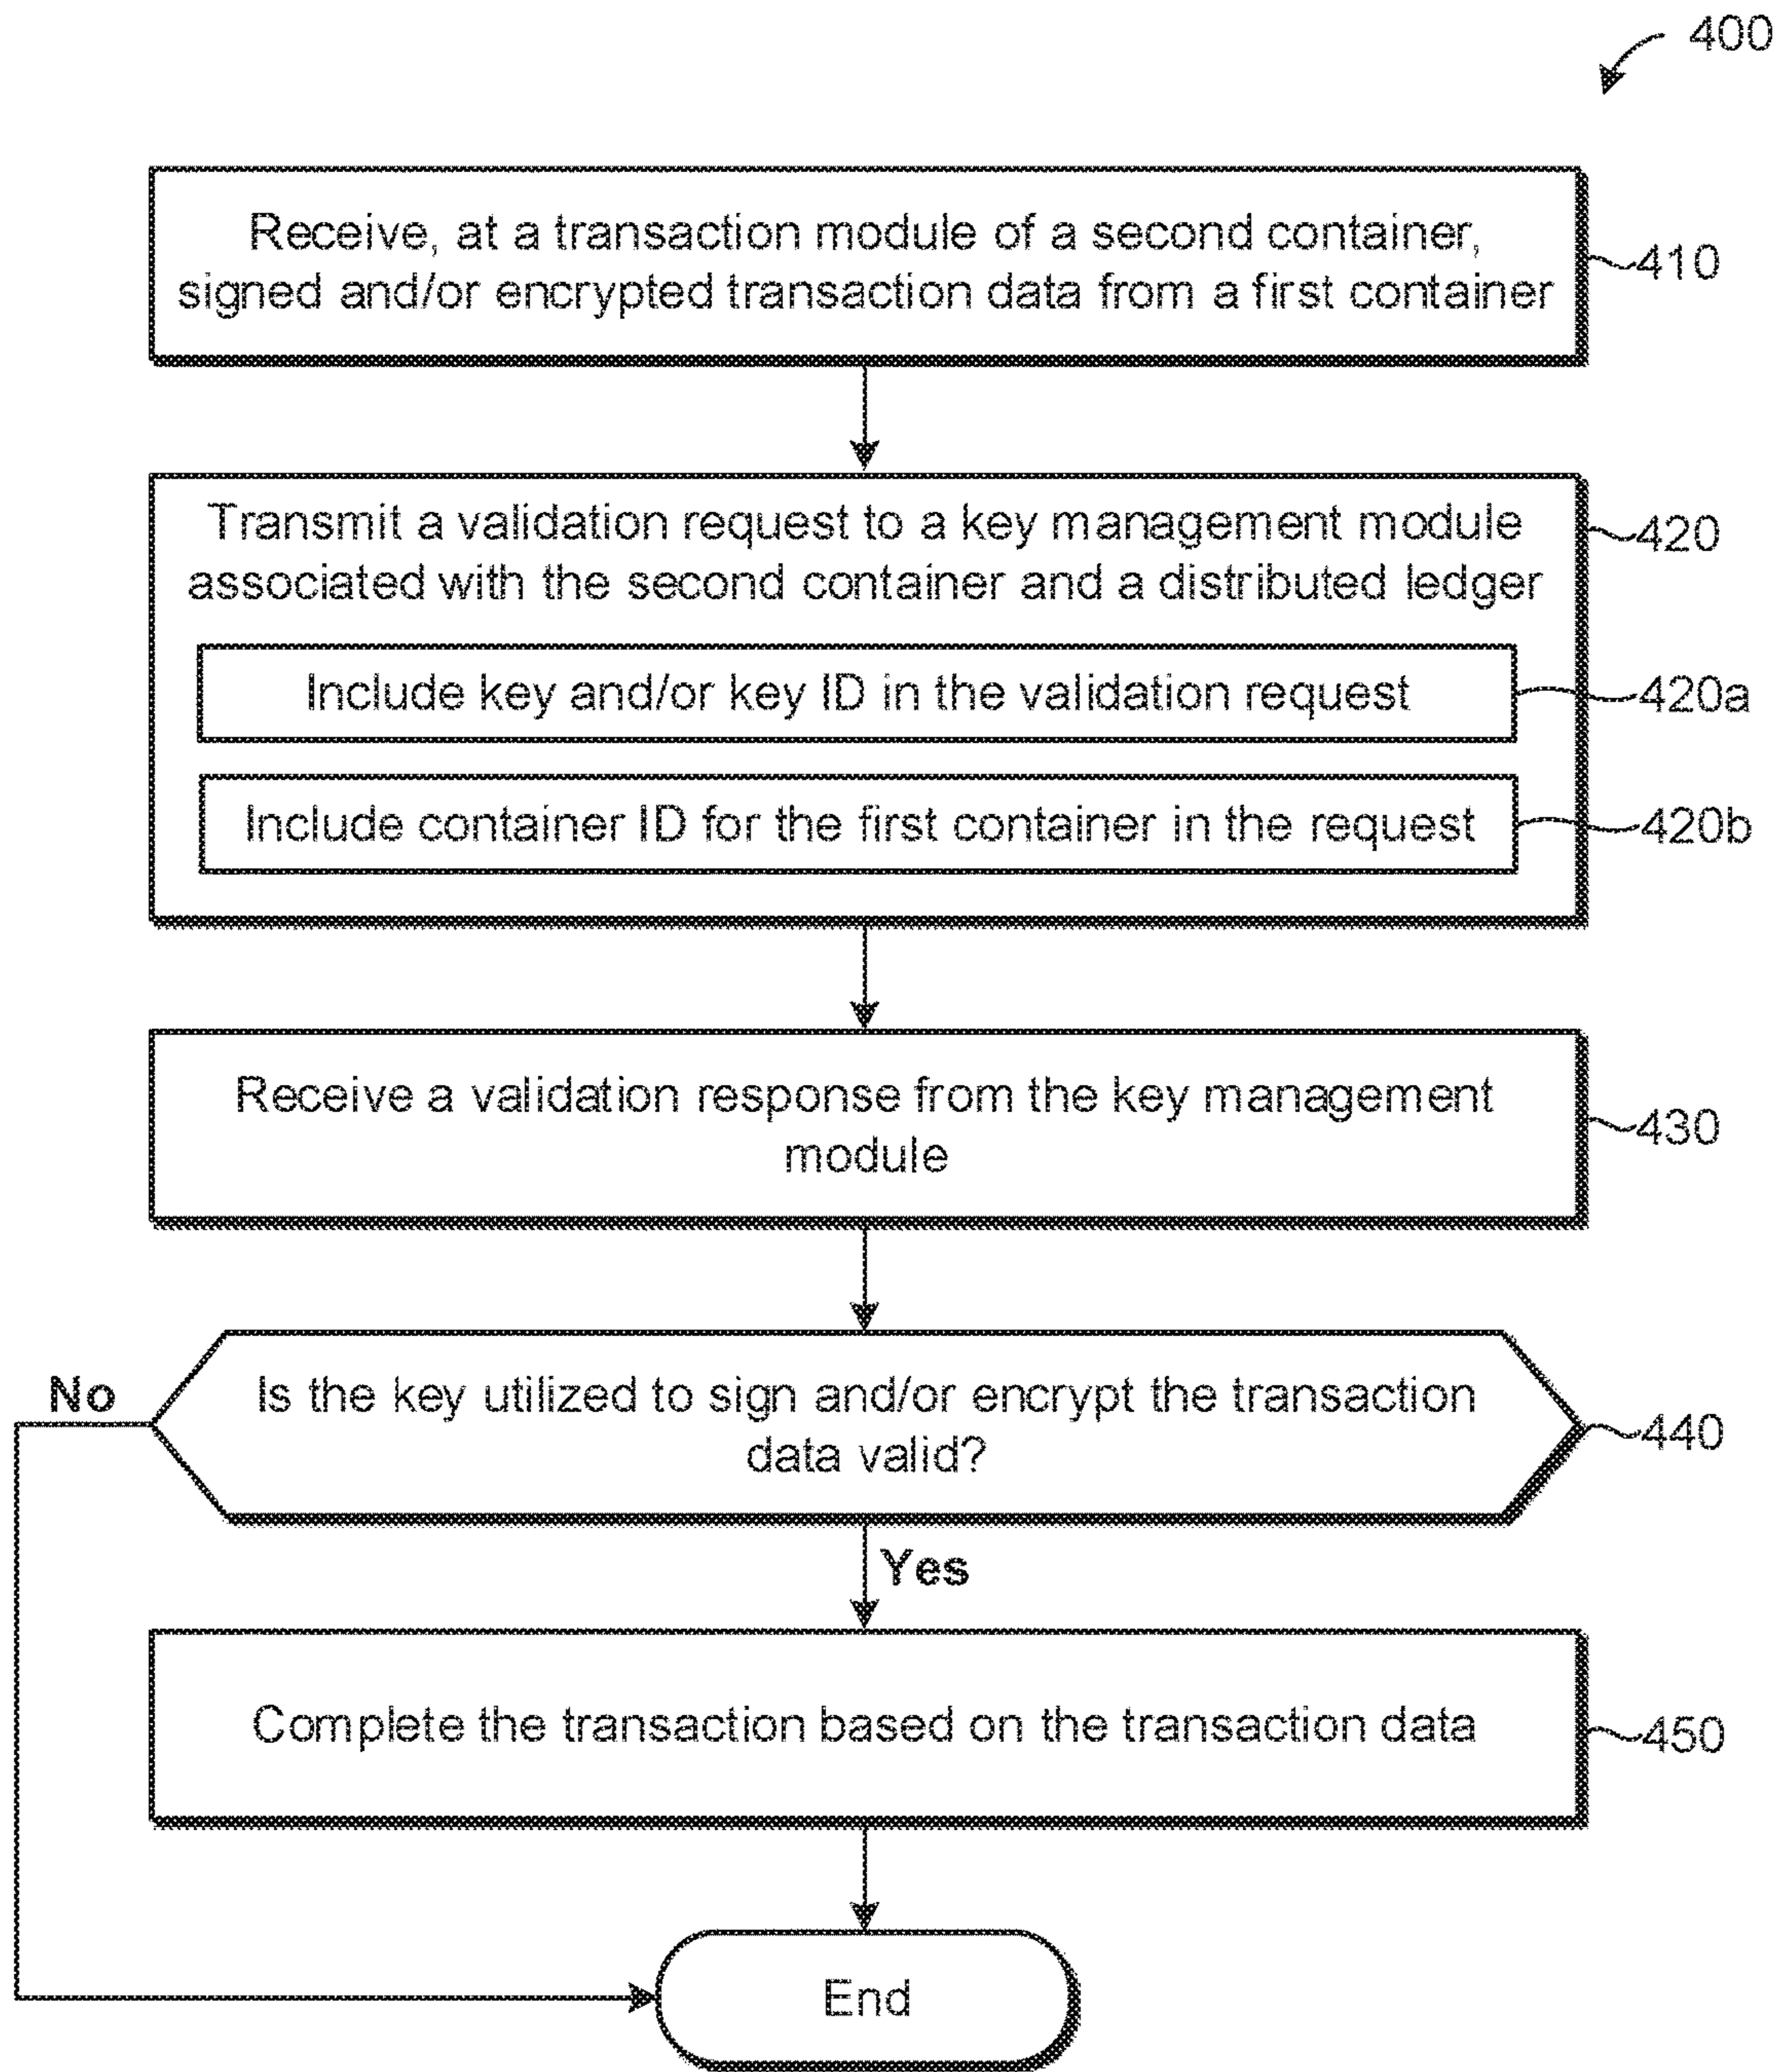 400
Receive, at a transaction module of a second container,
signed and/or encrypted transaction data from a first container
410
Transmit a validation request to a key management module
associated with the second container and a distributed ledger
420
Include key and/or key ID in the validation request
420a
Include container ID for the first container in the request
420b
Receive a validation response from the key management
module
430
No
Is the key utilized to sign and/or encrypt the transaction
data valid?
440
Yes
Complete the transaction based on the transaction data
450
End